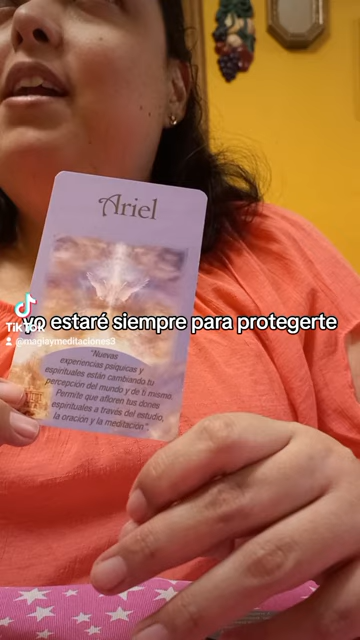 Ariel
yo estaré siempre para protegerte
TikTok
@magiaymeditaciones3
"Nuevas
experiencias psíquicas y
espirituales están cambiando tu
percepción del mundo y de ti mismo.
Permite que afloren tus dones
espirituales a través del estudio,
la oración y la meditación".